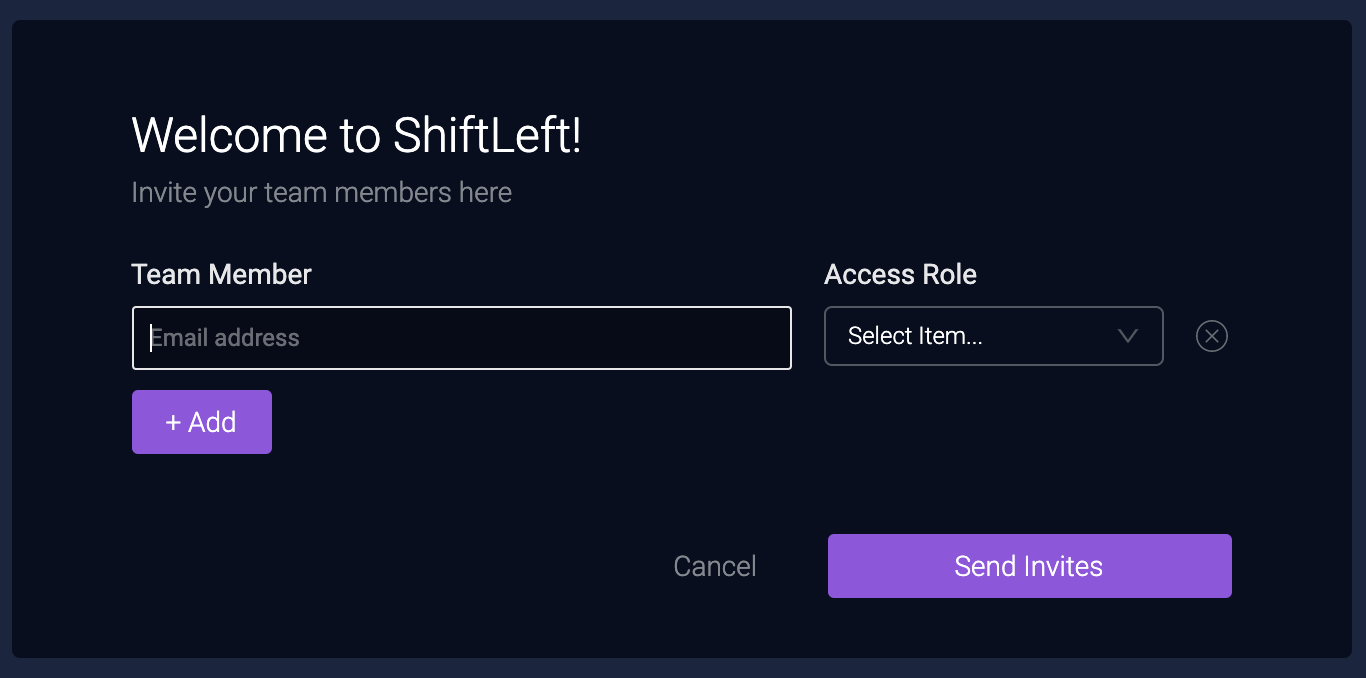 Welcome to ShiftLeft!
Invite your team members here
Team Member
Access Role
Email address
Select Item...
+ Add
Cancel
Send Invites